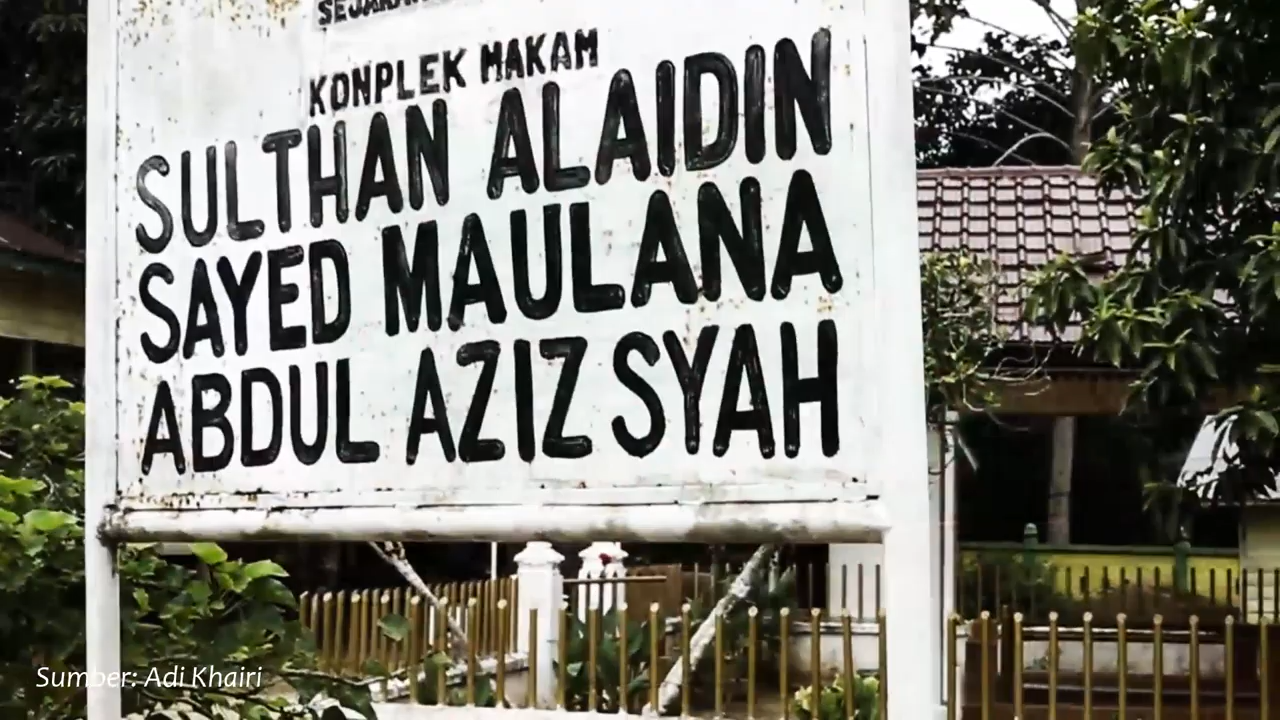 KONPLEK MAKAM
SULTHAN ALAIDIN
SAYED MAULANA
ABDUL AZIZ SYAH
Sumber: Adi Khairi